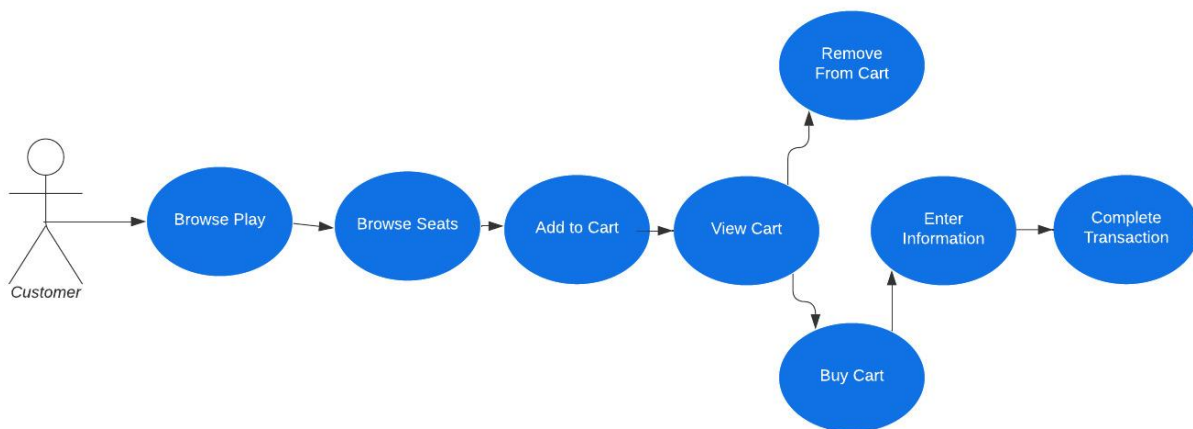 Customer
Browse Play
Browse Seats
Add to Cart
View Cart
Remove
From Cart
Buy Cart
Enter
Information
Complete
Transaction